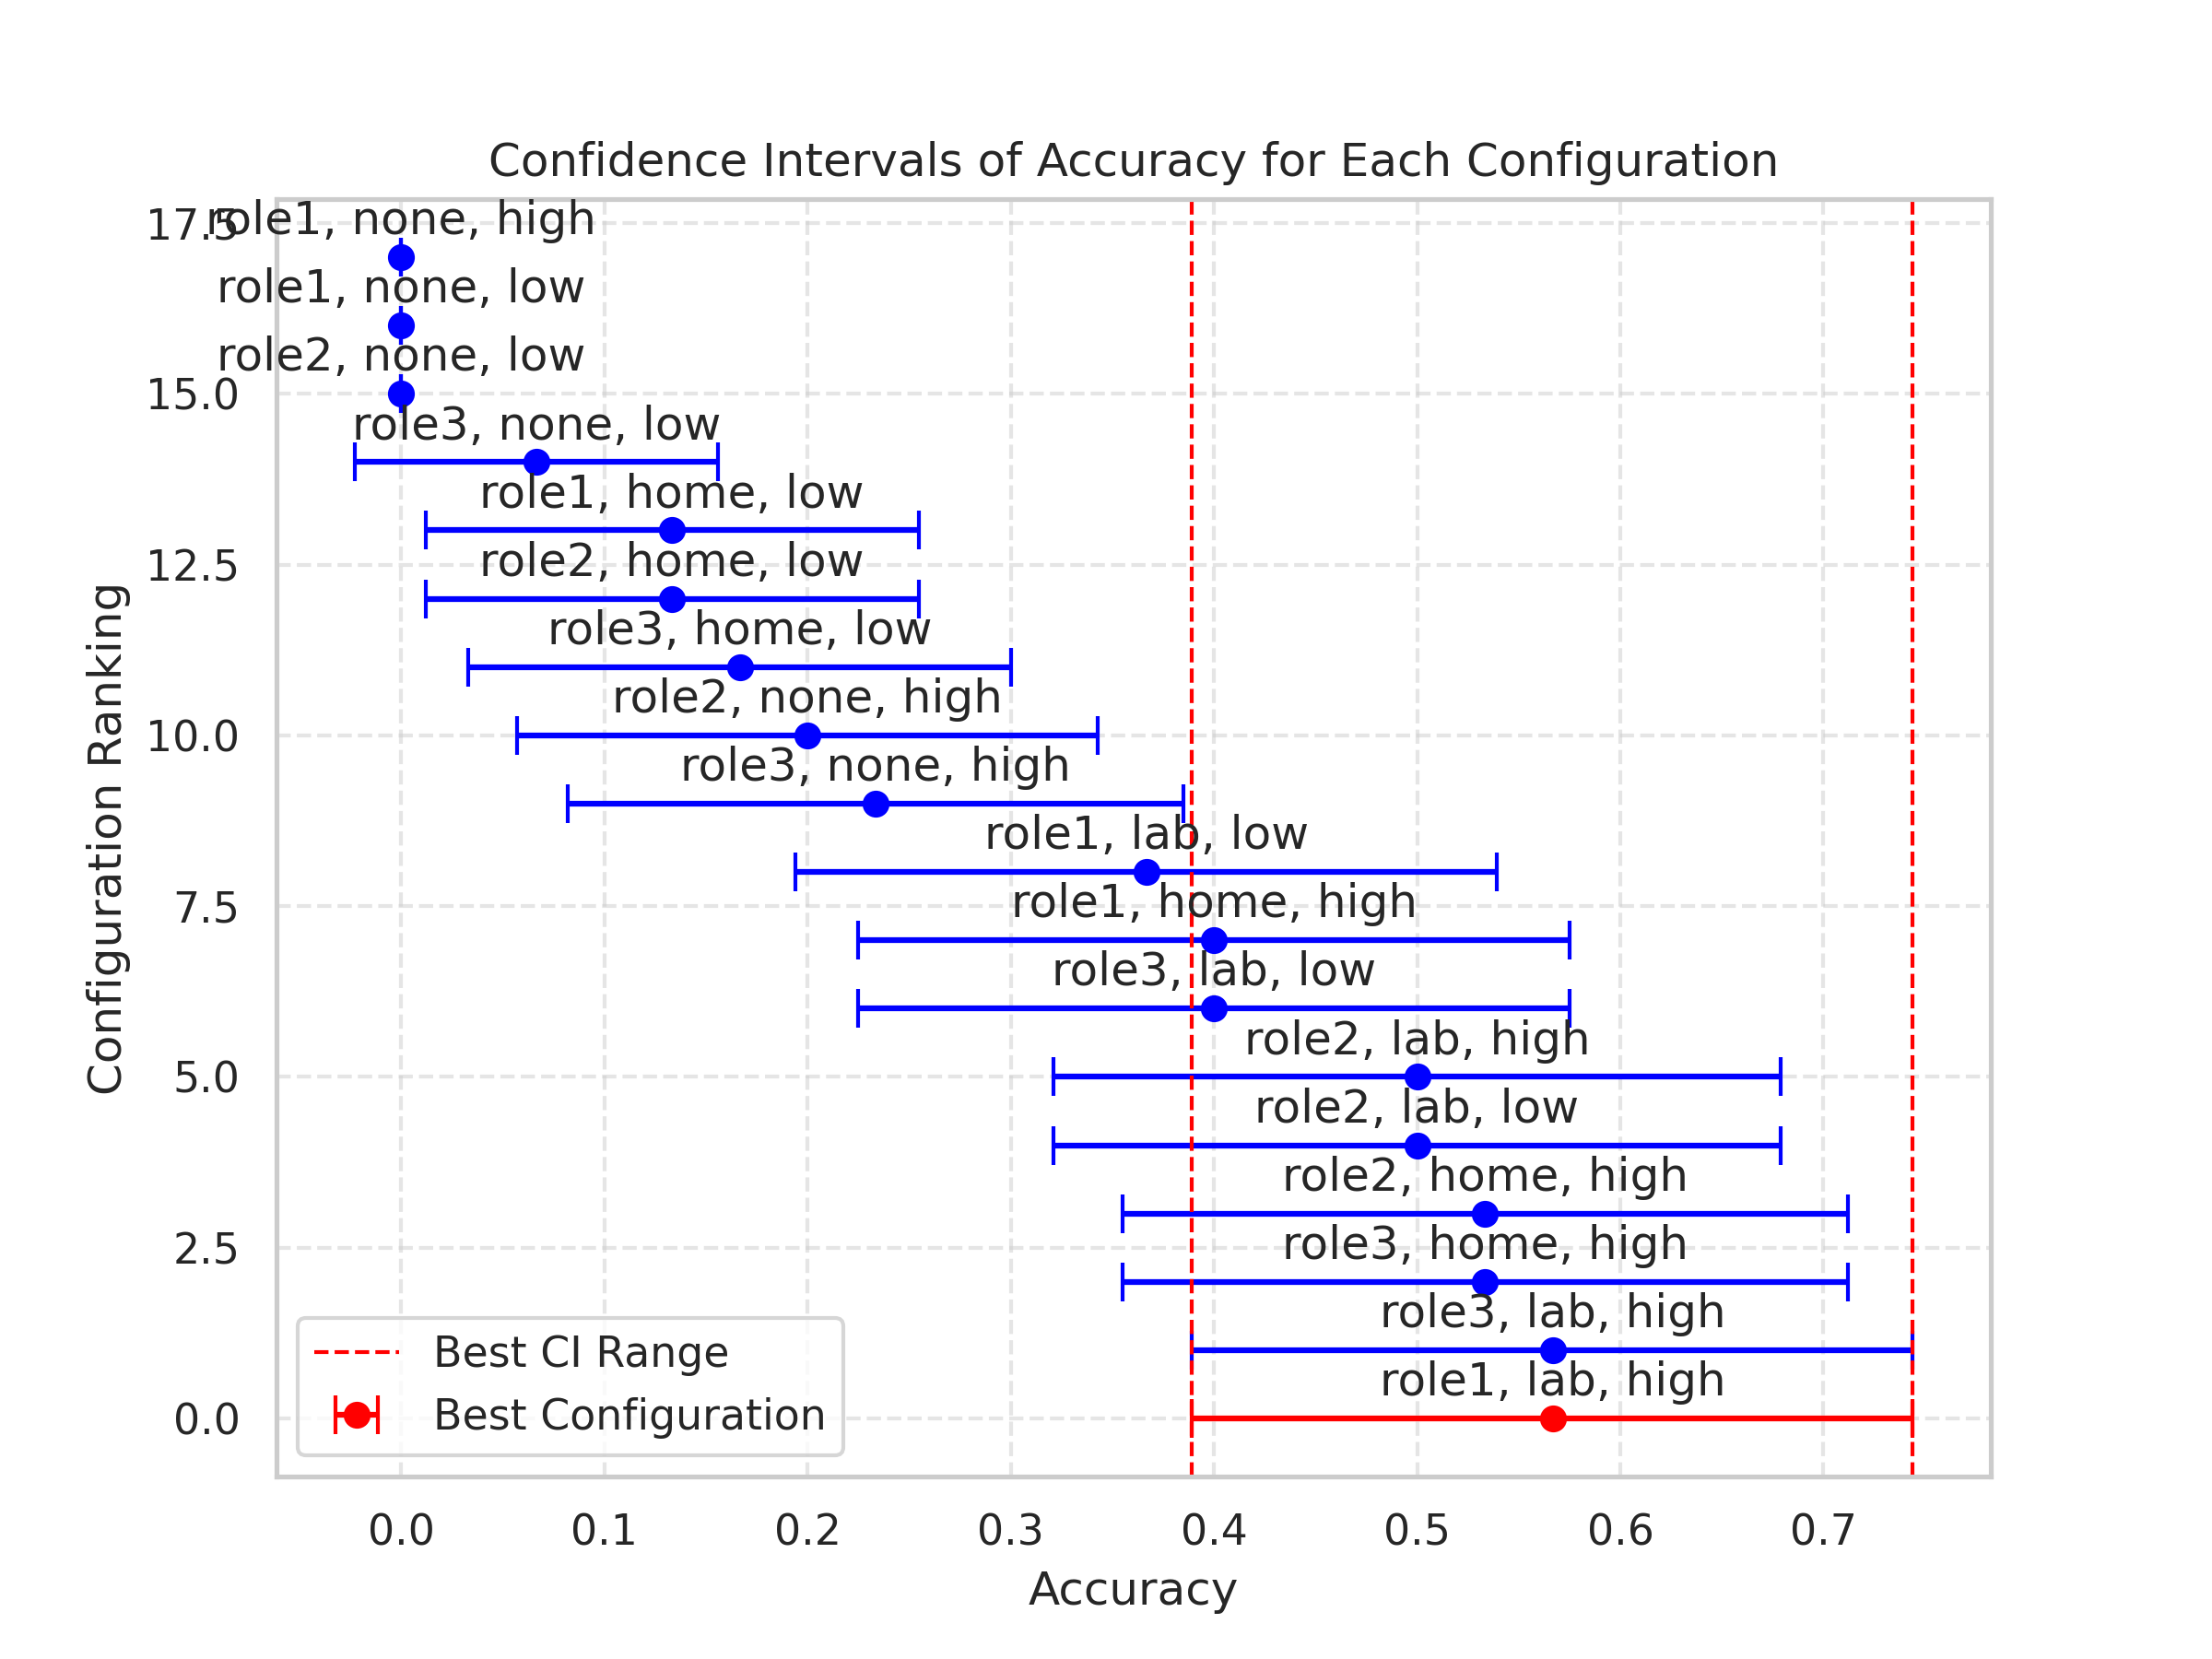 Confidence Intervals of Accuracy for Each Configuration
17.5
role1, none, high
role1, none, low
role2, none, low
15.0
role3, none, low
role1, home, low
12.5
role2, home, low
role3, home, low
role2, none, high
10.0
role3, none, high
role1, lab, low
7.5
role1, home, high
role3, lab, low
role2, lab, high
5.0
role2, lab, low
role2, home, high
2.5
role3, home, high
role3, lab, high
role1, lab, high
0.0
Configuration Ranking
Best CI Range
Best Configuration
0.0 0.1 0.2 0.3 0.4 0.5 0.6 0.7
Accuracy